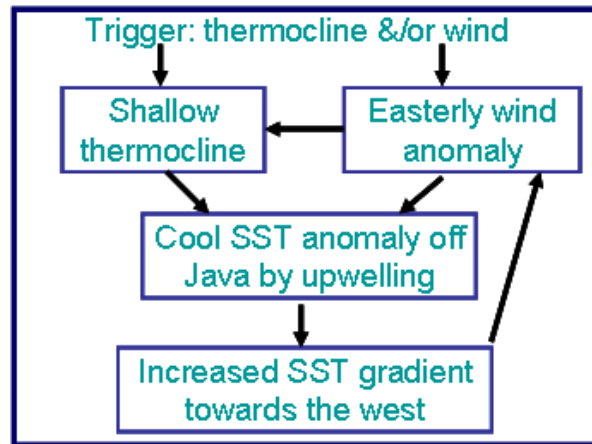 Trigger: thermocline &/or wind
Shallow
thermocline
Easterly wind
anomaly
Cool SST anomaly off
Java by upwelling
Increased SST gradient
towards the west